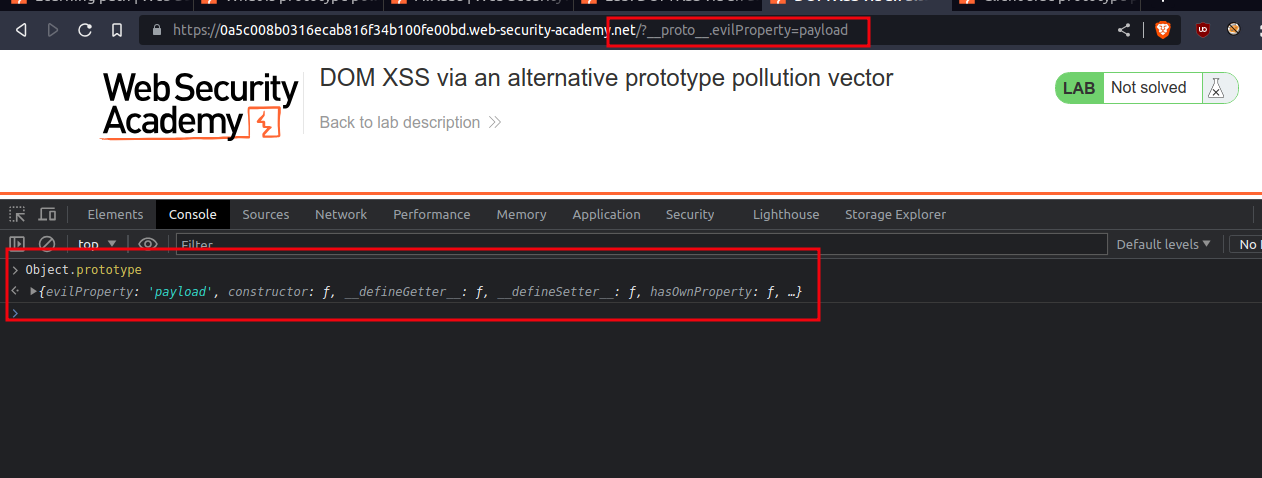 https://0a5c008b0316ecab816f34b100fe00bd.web-security-academy.net/?__proto__.evilProperty=payload
WebSecurity
Academy
DOM XSS via an alternative prototype pollution vector
Back to lab description
LAB Not solved
Elements Console Sources Network Performance Memory Application Security Lighthouse Storage Explorer
top Filter Default levels No
Object.prototype
{evilProperty: 'payload', constructor: ƒ, __defineGetter__: ƒ, __defineSetter__: ƒ, hasOwnProperty: ƒ, …}